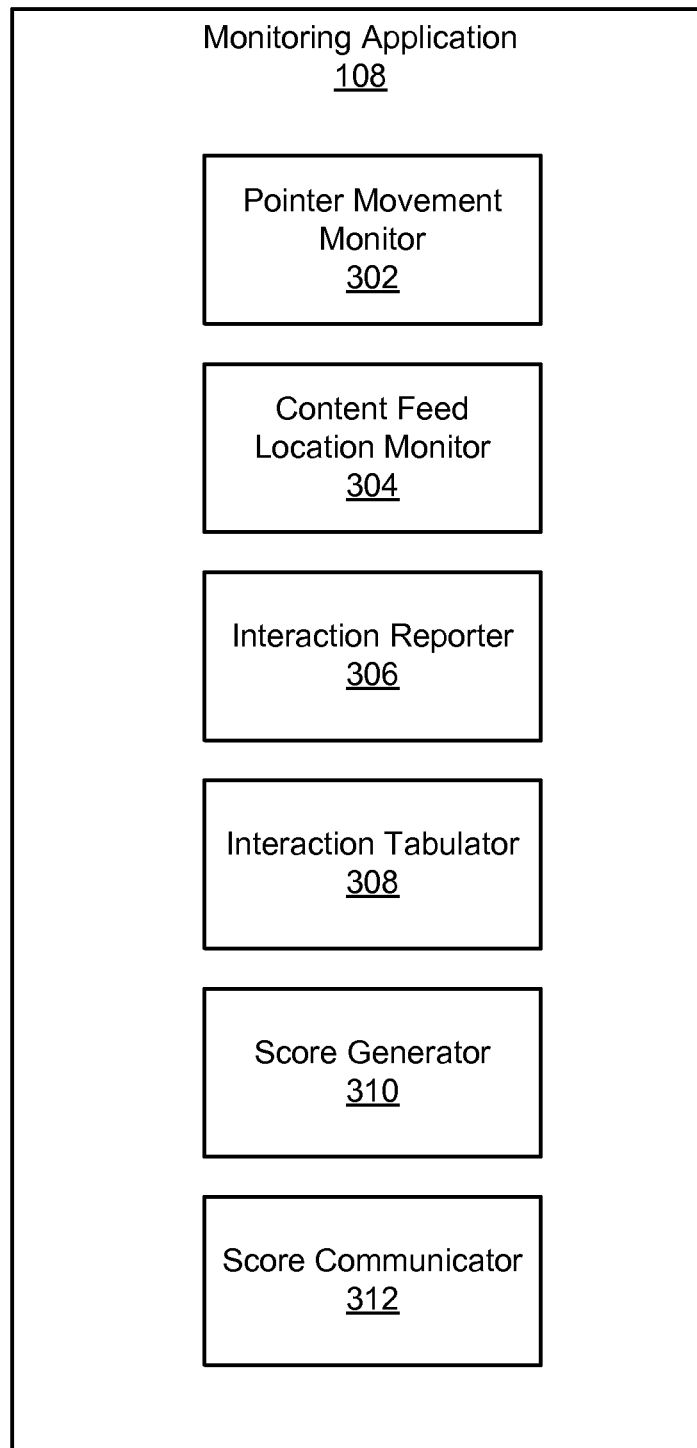 Monitoring Application
108
Pointer Movement
Monitor
302
Content Feed
Location Monitor
304
Interaction Reporter
306
Interaction Tabulator
308
Score Generator
310
Score Communicator
312